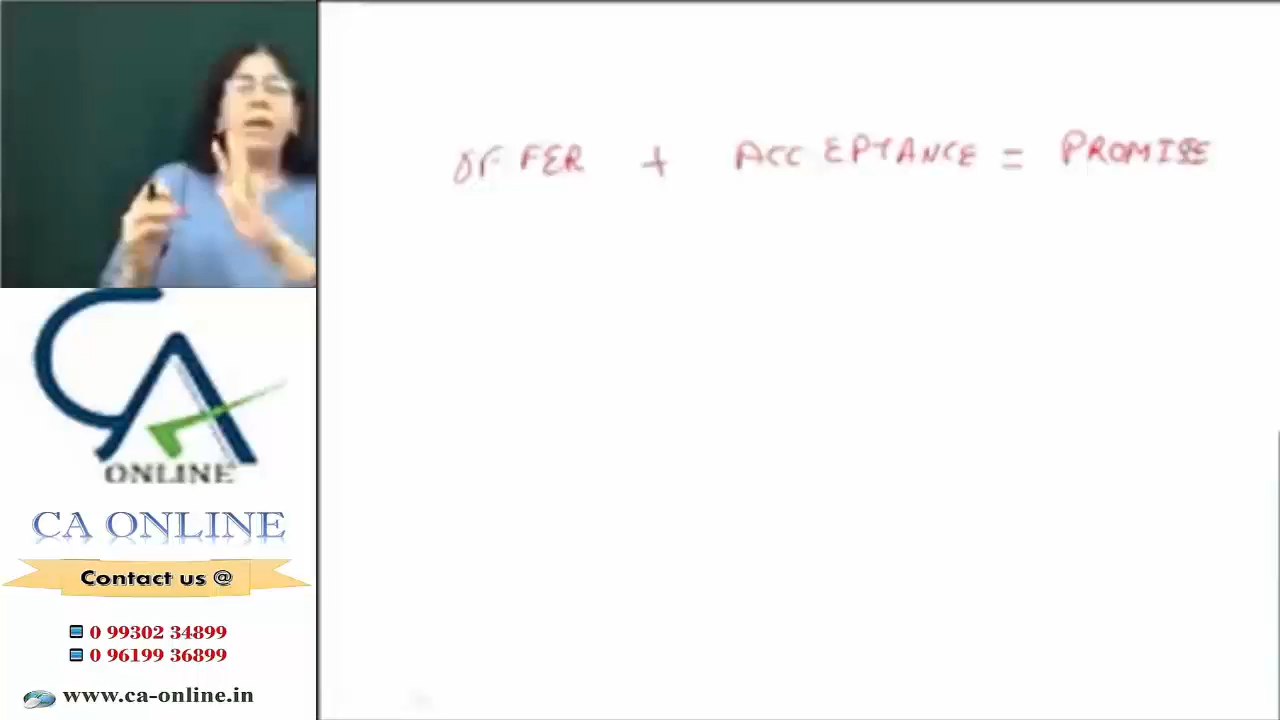 OFFER + ACCEPTANCE = PROMISE
ONLINE
CA ONLINE
Contact us @
0 99302 34899
0 96199 36899
www.ca-online.in